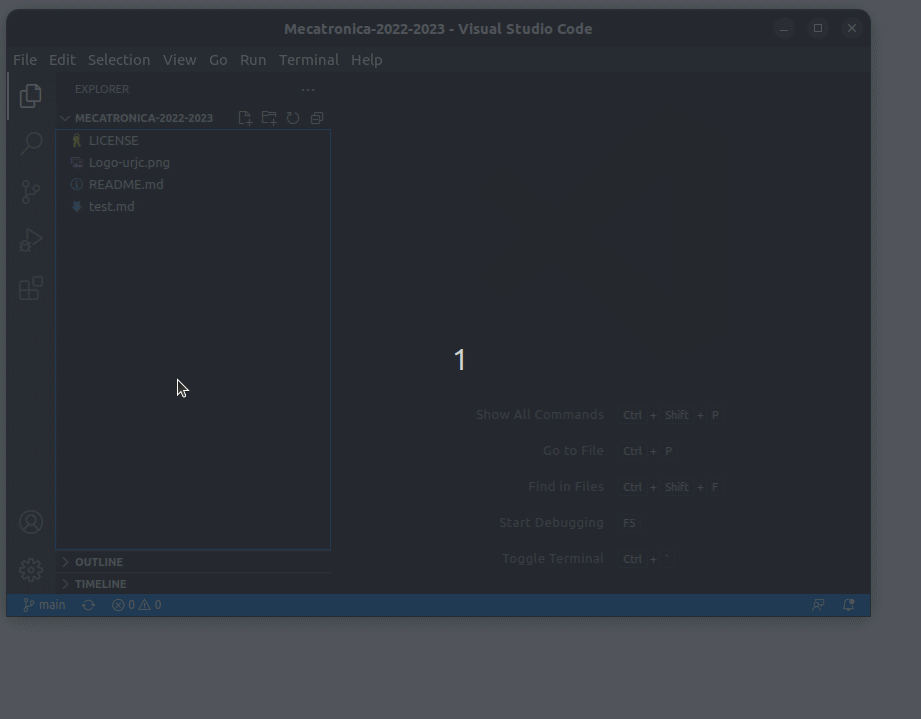 Mecatronica-2022-2023 - Visual Studio Code
File Edit Selection View Go Run Terminal Help
EXPLORER
MECATRONICA-2022-2023
LICENSE
Logo-urjc.png
README.md
test.md
1
Show All Commands Ctrl + Shift + P
Go to File Ctrl + P
Find in Files Ctrl + Shift + F
Start Debugging F5
Toggle Terminal Ctrl + `
OUTLINE
TIMELINE
main 0 0